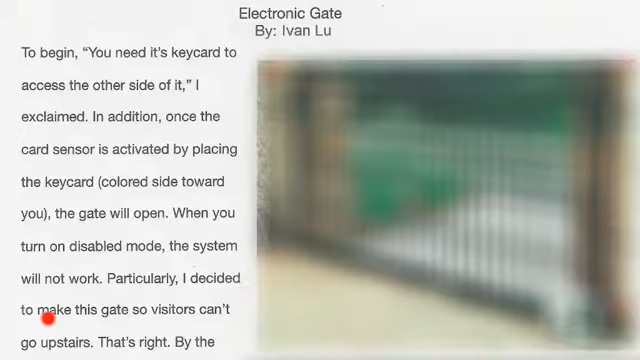 Electronic Gate
By: Ivan Lu
To begin, “You need it’s keycard to
access the other side of it,” I
exclaimed. In addition, once the
card sensor is activated by placing
the keycard (colored side toward
you), the gate will open. When you
turn on disabled mode, the system
will not work. Particularly, I decided
to make this gate so visitors can’t
go upstairs. That’s right. By the